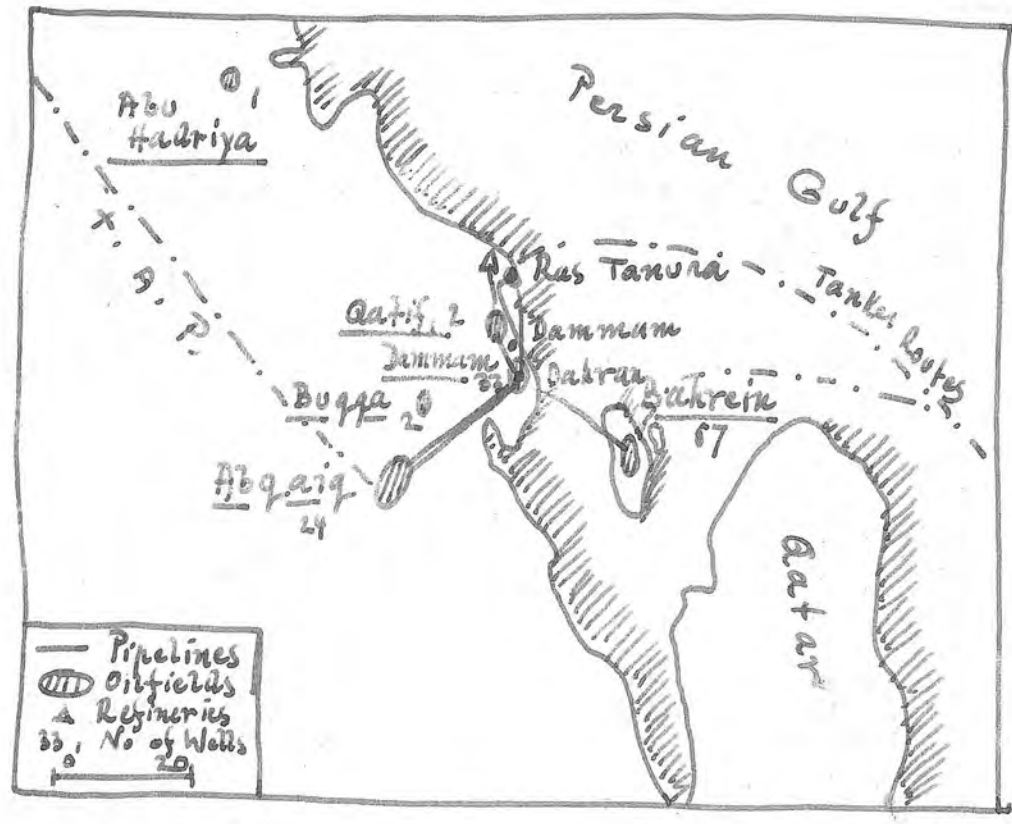 Abu
Hadriya
1
Persian
Gulf
X. P. P.
Ras Tanura
Tanker Routes
Qatif, 2
Dammam
Dammam
33
Dahran
Buqqa
2
Bahrein
67
Abqaiq
24
Qatar
Pipelines
Oilfields
Refineries
33, No of Wells
0 20